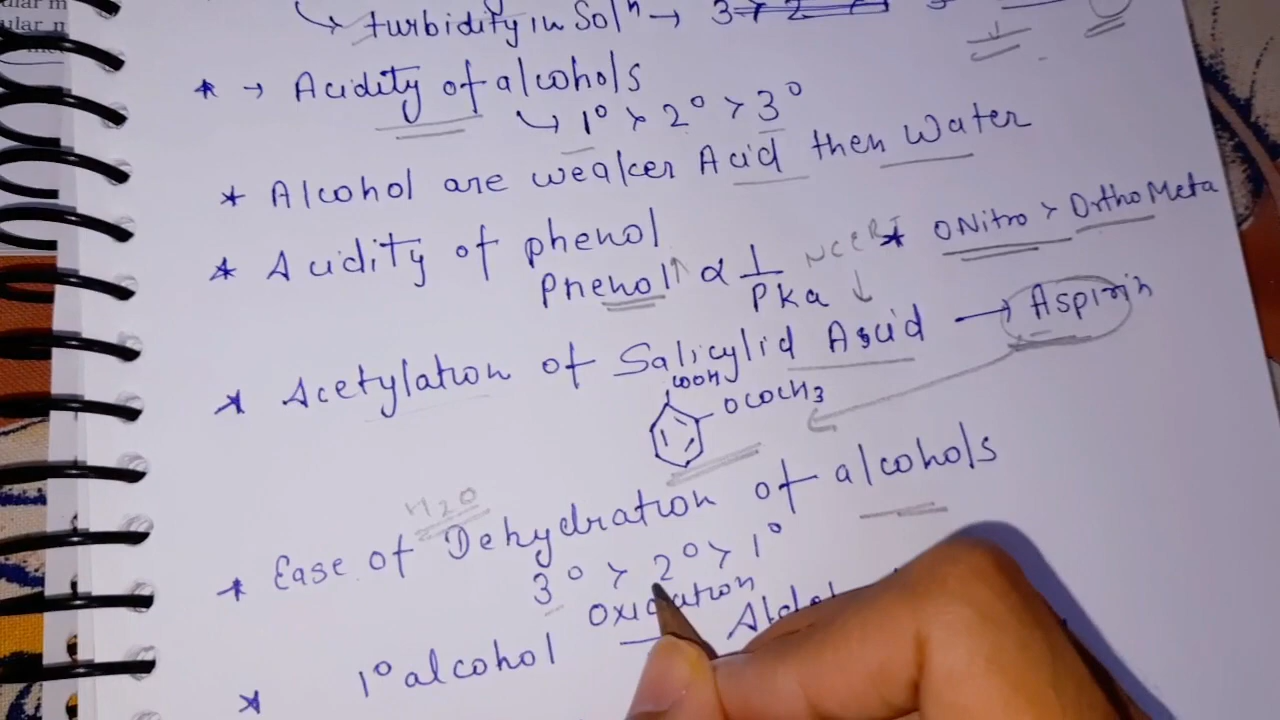 turbidity in Solⁿ → 3 > 2
* → Acidity of alcohols
↳ 1° > 2° > 3°
* Alcohol are weaker Acid then Water
* Acidity of phenol
Phenol↑ ∝ 1/Pka
NCERT * ONitro > OrthoMeta
* Acetylation of Salicylid Acid → Aspirin
COOH
OCOCH3
H2O
* Ease of Dehydration of alcohols
3° > 2° > 1°
Oxidation
* 1° alcohol